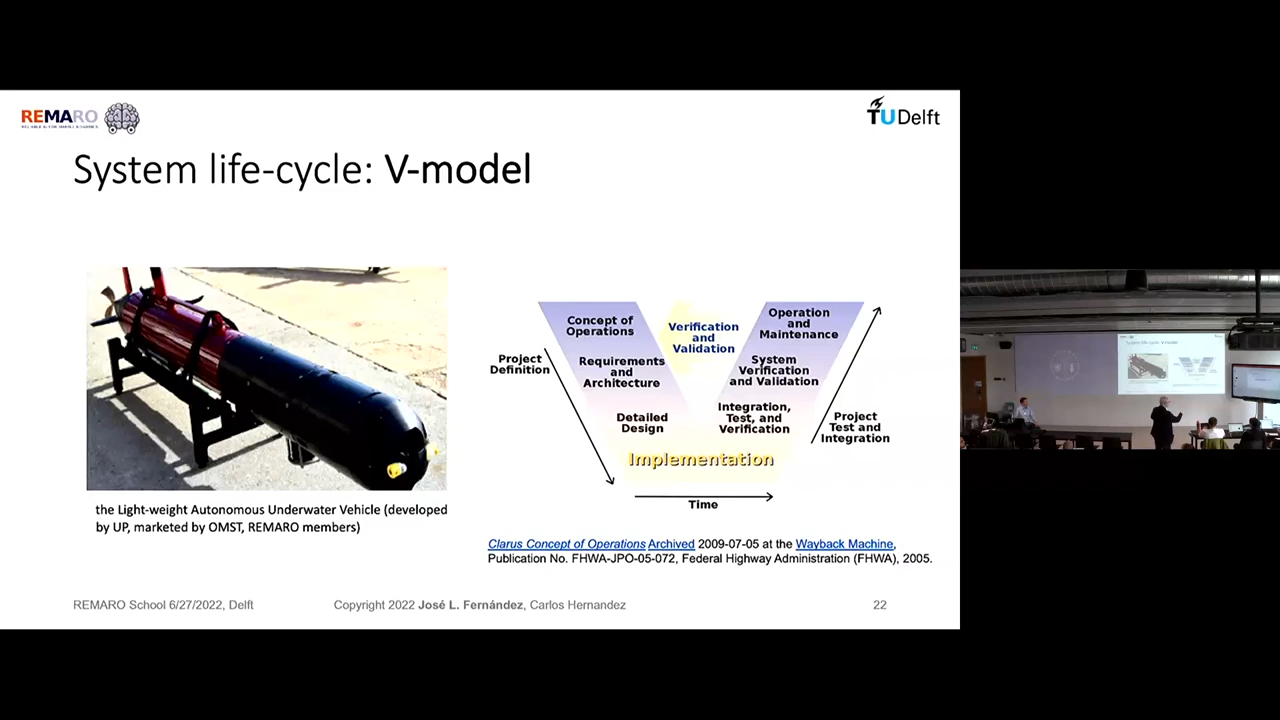 REMARO
TU Delft
System life-cycle: V-model
Concept of
Operations
Verification
and
Validation
Operation
and
Maintenance
Project
Definition
Requirements
and
Architecture
System
Verification
and Validation
Detailed
Design
Integration,
Test, and
Verification
Project
Test and
Integration
Implementation
Time
the Light-weight Autonomous Underwater Vehicle (developed
by UP, marketed by OMST, REMARO members)
Clarus Concept of Operations Archived 2009-07-05 at the Wayback Machine,
Publication No. FHWA-JPO-05-072, Federal Highway Administration (FHWA), 2005.
REMARO School 6/27/2022, Delft
Copyright 2022 José L. Fernández, Carlos Hernandez
22
System life-cycle: V-model